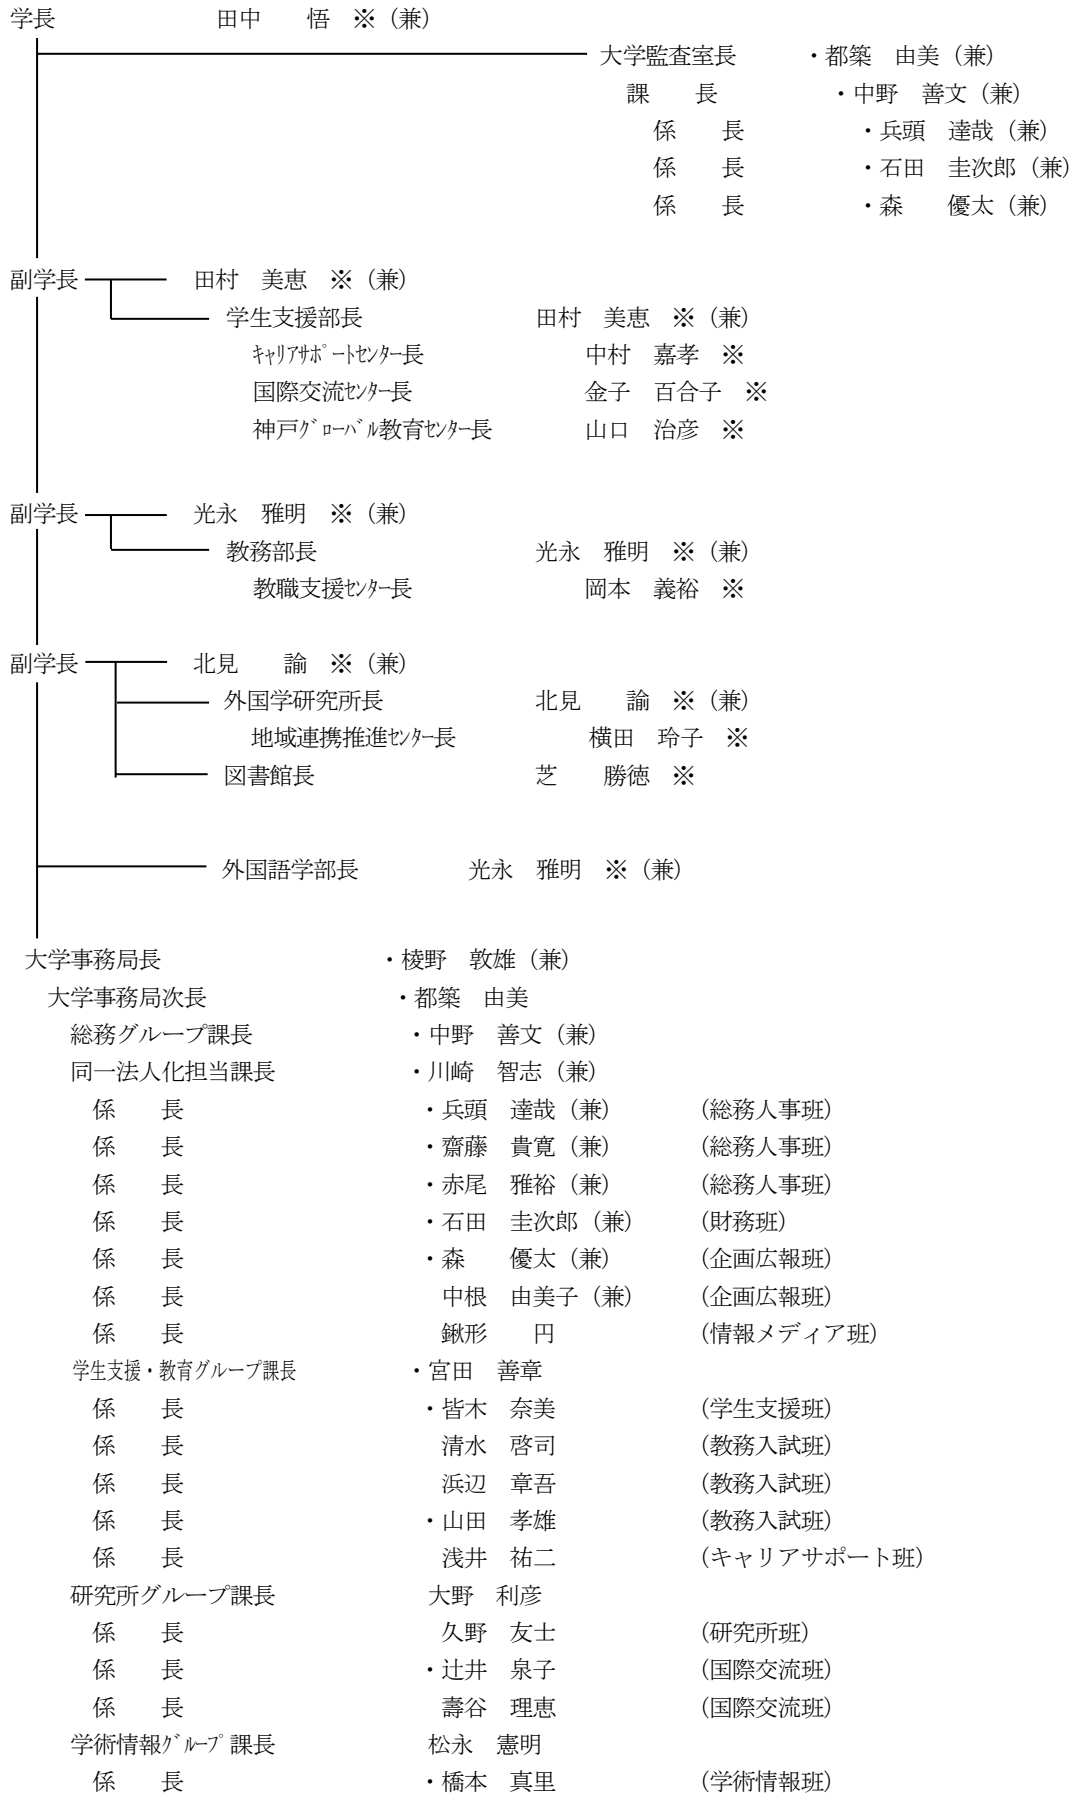 学長 田中 悟 ※ (兼)
大学監査室長 ・都築 由美 (兼)
課 長 ・中野 善文 (兼)
係 長 ・兵頭 達哉 (兼)
係 長 ・石田 圭次郎 (兼)
係 長 ・森 優太 (兼)
副学長 田村 美恵 ※ (兼)
学生支援部長 田村 美恵 ※ (兼)
ｷｬﾘｱｻﾎﾟｰﾄｾﾝﾀｰ長 中村 嘉孝 ※
国際交流ｾﾝﾀｰ長 金子 百合子 ※
神戸ｸﾞﾛｰﾊﾞﾙ教育ｾﾝﾀｰ長 山口 治彦 ※
副学長 光永 雅明 ※ (兼)
教務部長 光永 雅明 ※ (兼)
教職支援ｾﾝﾀｰ長 岡本 義裕 ※
副学長 北見 諭 ※ (兼)
外国学研究所長 北見 諭 ※ (兼)
地域連携推進ｾﾝﾀｰ長 横田 玲子 ※
図書館長 芝 勝徳 ※
外国語学部長 光永 雅明 ※ (兼)
大学事務局長 ・棱野 敦雄 (兼)
大学事務局次長 ・都築 由美
総務グループ課長 ・中野 善文 (兼)
同一法人化担当課長 ・川崎 智志 (兼)
係 長 ・兵頭 達哉 (兼) (総務人事班)
係 長 ・齋藤 貴寛 (兼) (総務人事班)
係 長 ・赤尾 雅裕 (兼) (総務人事班)
係 長 ・石田 圭次郎 (兼) (財務班)
係 長 ・森 優太 (兼) (企画広報班)
係 長 中根 由美子 (兼) (企画広報班)
係 長 鍬形 円 (情報メディア班)
学生支援・教育グループ課長 ・宮田 善章
係 長 ・皆木 奈美 (学生支援班)
係 長 清水 啓司 (教務入試班)
係 長 浜辺 章吾 (教務入試班)
係 長 ・山田 孝雄 (教務入試班)
係 長 浅井 祐二 (キャリアサポート班)
研究所グループ課長 大野 利彦
係 長 久野 友士 (研究所班)
係 長 ・辻井 泉子 (国際交流班)
係 長 壽谷 理恵 (国際交流班)
学術情報ｸﾞﾙｰﾌﾟ課長 松永 憲明
係 長 ・橋本 真里 (学術情報班)